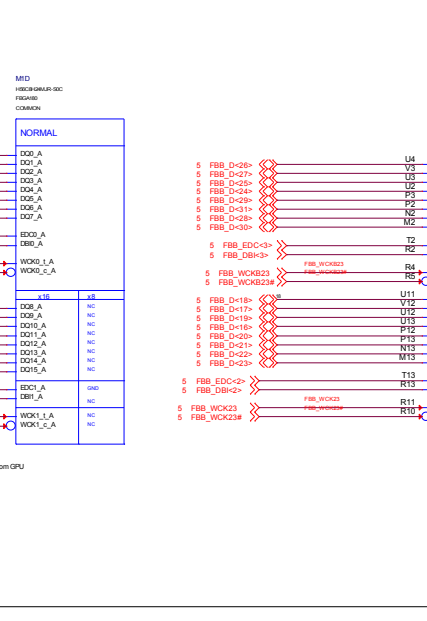 M1D
H56C8H24MJR-S0C
FBGA180
COMMON
NORMAL
DQ0_A
DQ1_A
DQ2_A
DQ3_A
DQ4_A
DQ5_A
DQ6_A
DQ7_A
EDC0_A
DBI0_A
WCK0_t_A
WCK0_c_A
x16 x8
DQ8_A NC
DQ9_A NC
DQ10_A NC
DQ11_A NC
DQ12_A NC
DQ13_A NC
DQ14_A NC
DQ15_A NC
EDC1_A GND
DBI1_A NC
WCK1_t_A NC
WCK1_c_A NC
om GPU
5 FBB_D<26> U4
5 FBB_D<27> V3
5 FBB_D<25> U3
5 FBB_D<24> U2
5 FBB_D<29> P3
5 FBB_D<31> P2
5 FBB_D<28> N2
5 FBB_D<30> M2
5 FBB_EDC<3> T2
5 FBB_DBI<3> R2
5 FBB_WCKB23 FBB_WCKB23 R4
5 FBB_WCKB23# FBB_WCKB23# R5
5 FBB_D<18> U11
5 FBB_D<17> V12
5 FBB_D<19> U12
5 FBB_D<16> U13
5 FBB_D<20> P12
5 FBB_D<21> P13
5 FBB_D<22> N13
5 FBB_D<23> M13
5 FBB_EDC<2> T13
5 FBB_DBI<2> R13
5 FBB_WCK23 FBB_WCK23 R11
5 FBB_WCK23# FBB_WCK23# R10